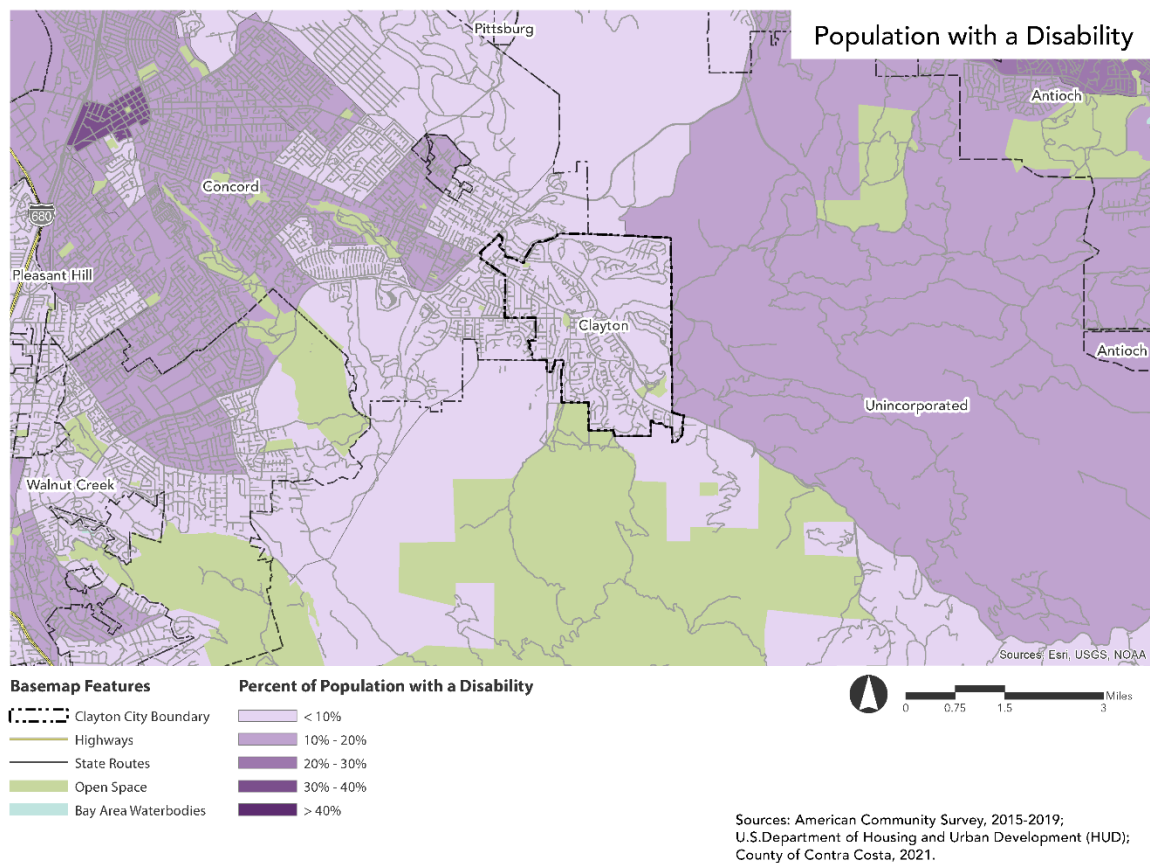 Population with a Disability
Pittsburg
Antioch
Concord
680
Pleasant Hill
Clayton
Antioch
Unincorporated
Walnut Creek
Sources: Esri, USGS, NOAA
Basemap Features
Clayton City Boundary
Highways
State Routes
Open Space
Bay Area Waterbodies
Percent of Population with a Disability
< 10%
10% - 20%
20% - 30%
30% - 40%
> 40%
Miles
0 0.75 1.5 3
Sources: American Community Survey, 2015-2019;
U.S.Department of Housing and Urban Development (HUD);
County of Contra Costa, 2021.